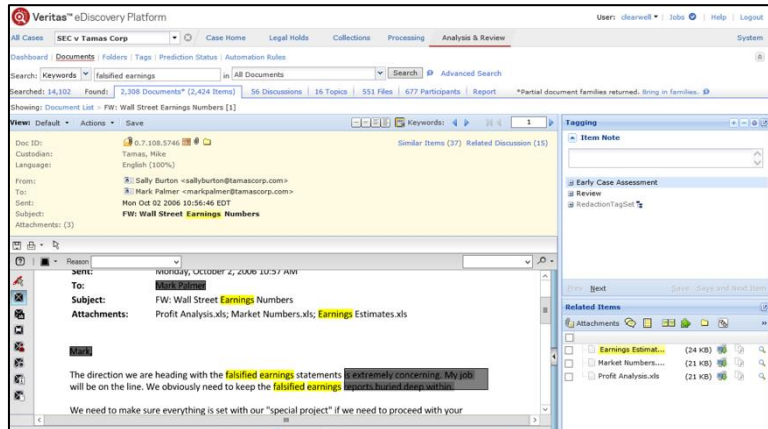 Veritas™ eDiscovery Platform
User: clearwell Jobs Help Logout
All Cases SEC v Tamas Corp Case Home Legal Holds Collections Processing Analysis & Review System
Dashboard | Documents | Folders | Tags | Prediction Status | Automation Rules
Search: Keywords falsified earnings in All Documents Search Advanced Search
Searched: 14,102 Found: 2,308 Documents* (2,424 Items) 56 Discussions 16 Topics 551 Files 677 Participants Report *Partial document families returned. Bring in families.
Showing: Document List > FW: Wall Street Earnings Numbers [1]
View: Default Actions Save Keywords: 1
Doc ID: 0.7.108.5746 Similar Items (37) Related Discussion (15)
Custodian: Tamas, Mike
Language: English (100%)
From: Sally Burton <sallyburton@tamascorp.com>
To: Mark Palmer <markpalmer@tamascorp.com>
Sent: Mon Oct 02 2006 10:56:46 EDT
Subject: FW: Wall Street Earnings Numbers
Attachments: (3)
Reason
Sent: Monday, October 2, 2006 10:57 AM
To: Mark Palmer
Subject: FW: Wall Street Earnings Numbers
Attachments: Profit Analysis.xls; Market Numbers.xls; Earnings Estimates.xls
Mark,
The direction we are heading with the falsified earnings statements is extremely concerning. My job
will be on the line. We obviously need to keep the falsified earnings reports buried deep within.
We need to make sure everything is set with our "special project" if we need to proceed with your
Tagging
Item Note
Early Case Assessment
Review
RedactionTagSet
Prev Next Save Save and Next Item
Related Items
Attachments
Earnings Estimat... (24 KB)
Market Numbers.... (21 KB)
Profit Analysis.xls (21 KB)